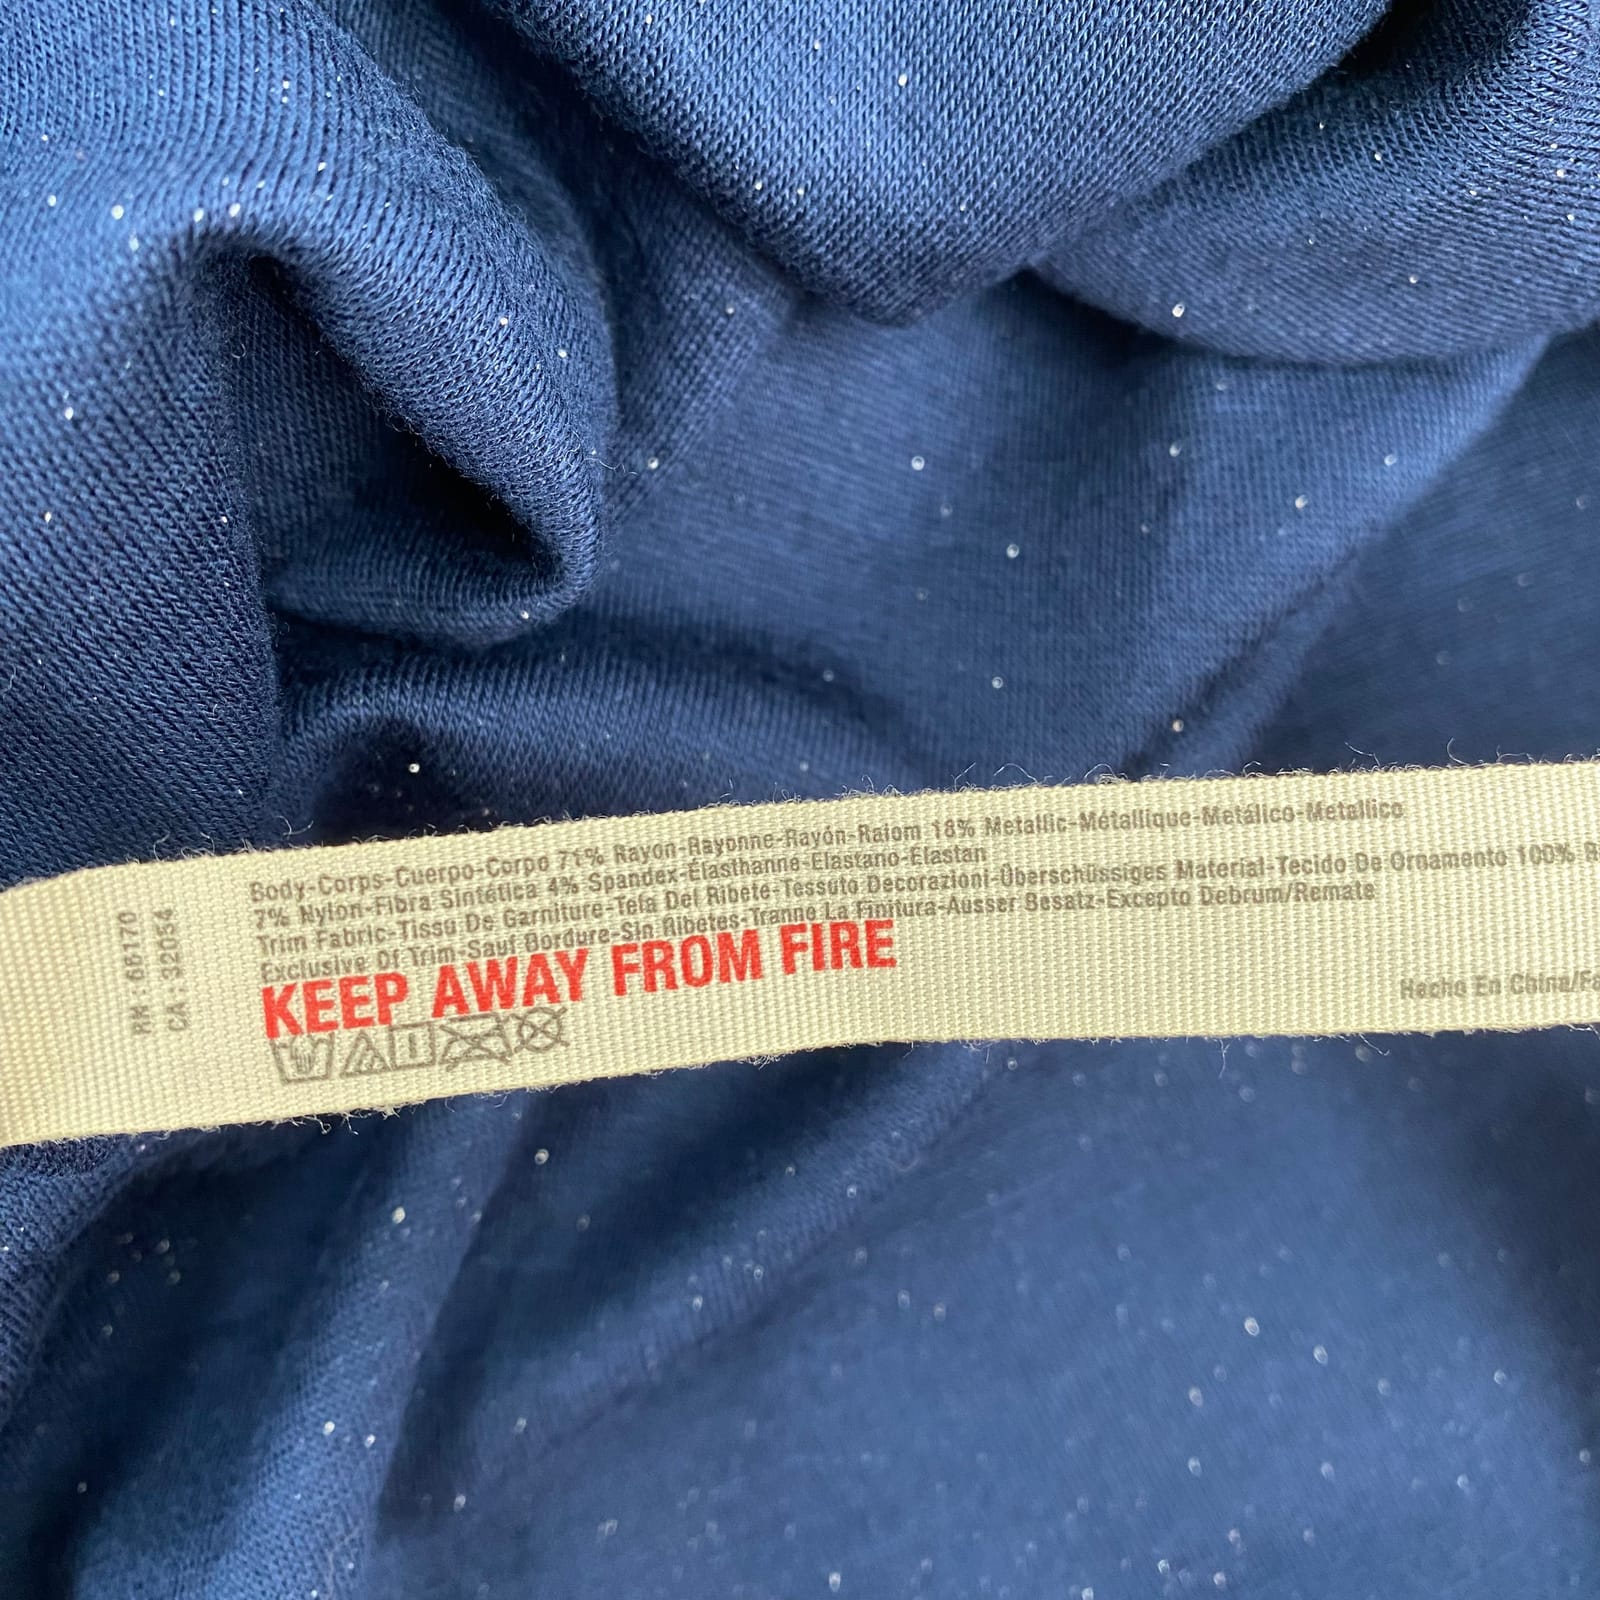 RN:66170
CA:32054
Body-Corps-Cuerpo-Corpo 71% Rayon-Rayonne-Rayón-Raiom 18% Metallic-Métallique-Metálico-Metallico
7% Nylon-Fibra Sintética 4% Spandex-Élasthanne-Elastano-Elastan
Trim Fabric-Tissu De Garniture-Tela Del Ribete-Tessuto Decorazioni-Überschüssiges Material-Tecido De Ornamento 100%
Exclusive Of Trim-Sauf Bordure-Sin Ribetes-Tranne La Finitura-Ausser Besatz-Excepto Debrum/Remate
KEEP AWAY FROM FIRE
Hecho En China/